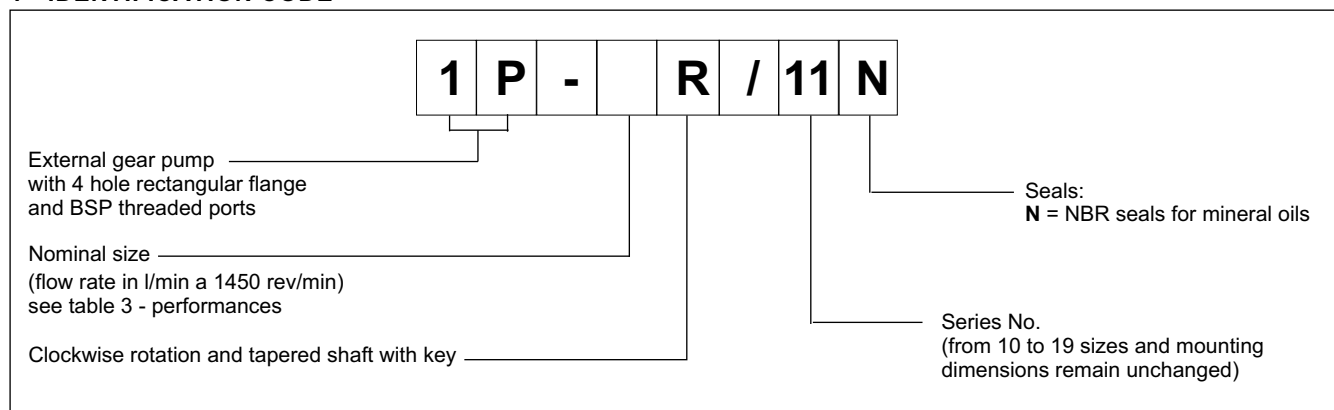 1 P - R / 11 N
External gear pump
with 4 hole rectangular flange
and BSP threaded ports
Nominal size
(flow rate in l/min a 1450 rev/min)
see table 3 - performances
Clockwise rotation and tapered shaft with key
Seals:
N = NBR seals for mineral oils
Series No.
(from 10 to 19 sizes and mounting
dimensions remain unchanged)